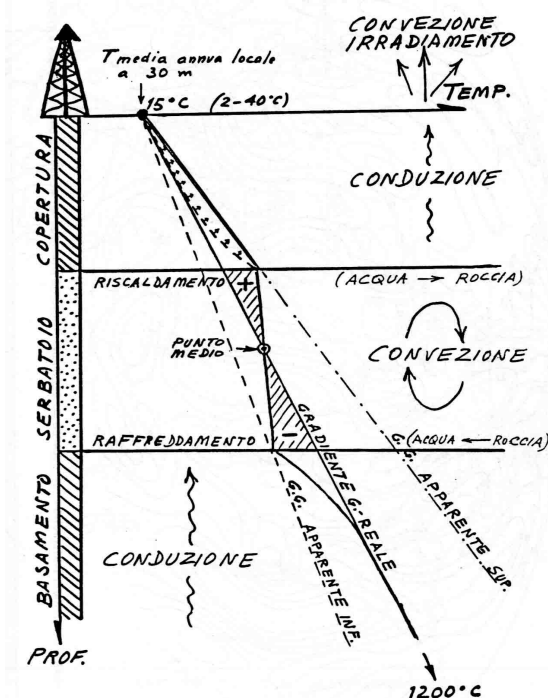 CONVEZIONE
IRRADIAMENTO
T media annua locale
a 30 m
15°C
(2-40°C)
TEMP.
COPERTURA
CONDUZIONE
RISCALDAMENTO
+
(ACQUA → ROCCIA)
SERBATOIO
PUNTO
MEDIO
CONVEZIONE
RAFFREDDAMENTO
-
(ACQUA ← ROCCIA)
GRADIENTE G. REALE
G.G. APPARENTE SUP.
G.G. APPARENTE INF.
BASAMENTO
CONDUZIONE
PROF.
1200°C